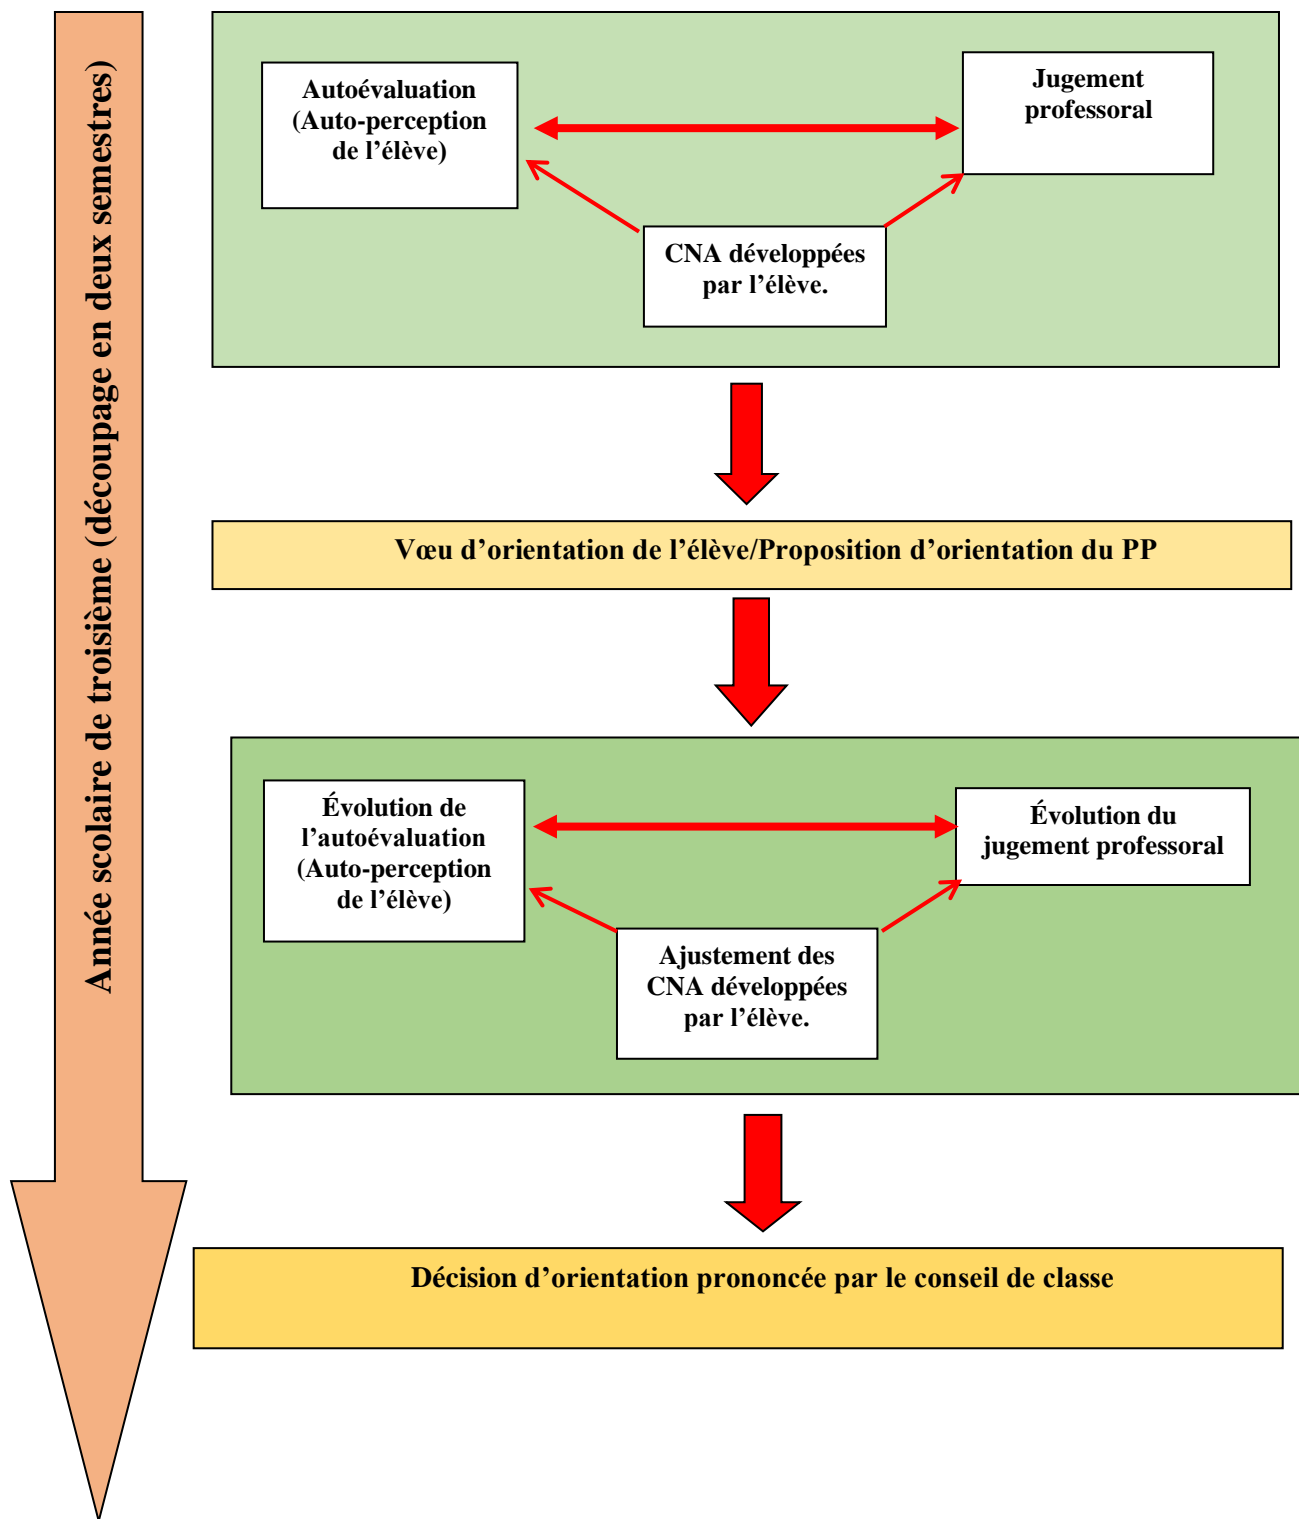 Année scolaire de troisième (découpage en deux semestres)
Autoévaluation
(Auto-perception
de l’élève)
Jugement
professoral
CNA développées
par l’élève.
Vœu d’orientation de l’élève/Proposition d’orientation du PP
Évolution de
l’autoévaluation
(Auto-perception
de l’élève)
Évolution du
jugement professoral
Ajustement des
CNA développées
par l’élève.
Décision d’orientation prononcée par le conseil de classe